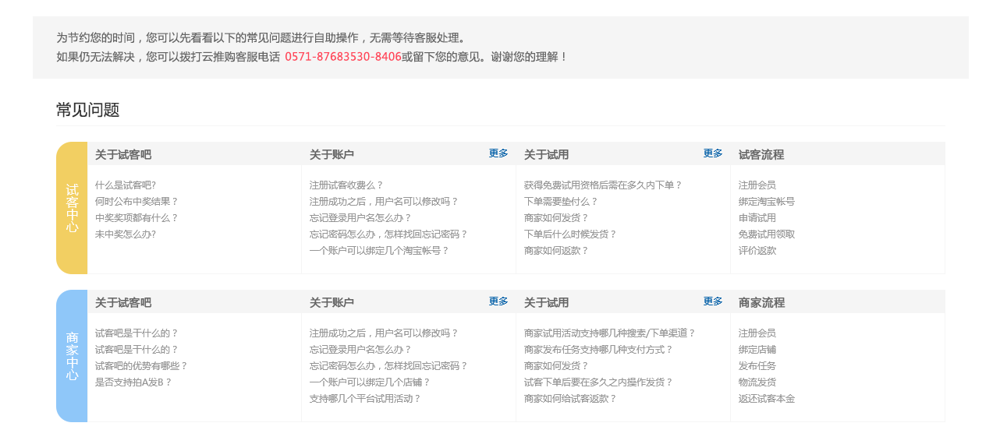 为节约您的时间，您可以先看看以下的常见问题进行自助操作，无需等待客服处理。
如果仍无法解决，您可以拨打云推购客服电话 0571-87683530-8406或留下您的意见。谢谢您的理解！
常见问题
试客中心
关于试客吧
什么是试客吧?
何时公布中奖结果？
中奖奖项都有什么？
未中奖怎么办?
关于账户 更多
注册试客收费么？
注册成功之后，用户名可以修改吗？
忘记登录用户名怎么办？
忘记密码怎么办，怎样找回忘记密码？
一个账户可以绑定几个淘宝帐号？
关于试用 更多
获得免费试用资格后需在多久内下单？
下单需要垫付么？
商家如何发货？
下单后什么时候发货？
商家如何返款？
试客流程
注册会员
绑定淘宝帐号
申请试用
免费试用领取
评价返款
商家中心
关于试客吧
试客吧是干什么的？
试客吧是干什么的？
试客吧的优势有哪些？
是否支持拍A发B？
关于账户 更多
注册成功之后，用户名可以修改吗？
忘记登录用户名怎么办？
忘记密码怎么办，怎样找回忘记密码？
一个账户可以绑定几个店铺？
支持哪几个平台试用活动？
关于试用 更多
商家试用活动支持哪几种搜索/下单渠道？
商家发布任务支持哪几种支付方式？
商家如何发货？
试客下单后要在多久之内操作发货？
商家如何给试客返款？
商家流程
注册会员
绑定店铺
发布任务
物流发货
返还试客本金